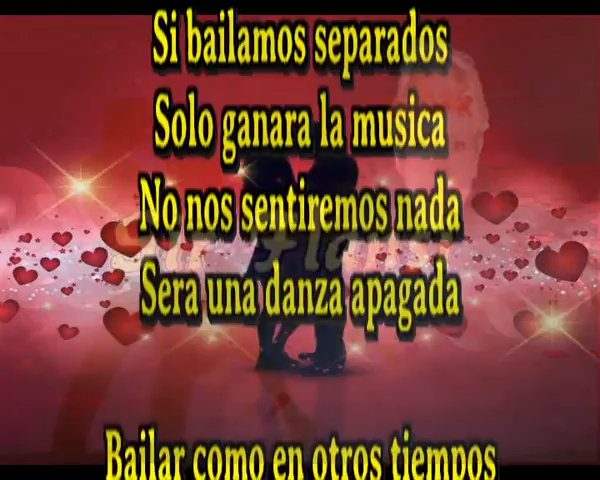 Si bailamos separados
Solo ganara la musica
No nos sentiremos nada
Sera una danza apagada
Bailar como en otros tiempos